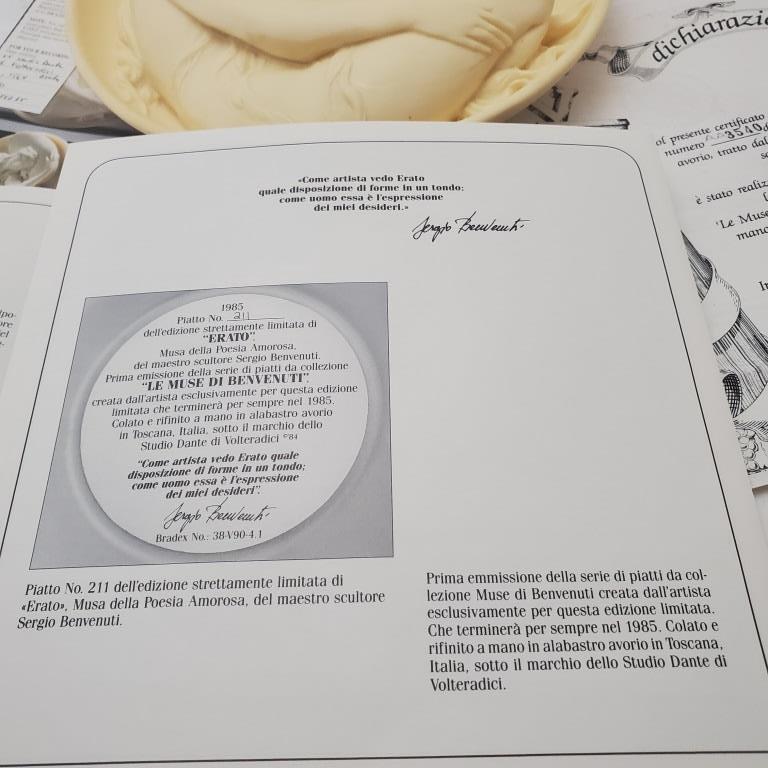 FOR YOUR RECORDS
dichiarazi
al presente certificato
numero AA3540
avorio, tratto dal
è stato realiz
'Le Muse
mano
«Come artista vedo Erato
quale disposizione di forme in un tondo;
come uomo essa è l'espressione
dei miei desideri.»
Sergio Benvenuti
1985
Piatto No. 211
dell'edizione strettamente limitata di
"ERATO",
Musa della Poesia Amorosa,
del maestro scultore Sergio Benvenuti.
Prima emissione della serie di piatti da collezione
"LE MUSE DI BENVENUTI",
creata dall'artista esclusivamente per questa edizione
limitata che terminerà per sempre nel 1985.
Colato e rifinito a mano in alabastro avorio
in Toscana, Italia, sotto il marchio dello
Studio Dante di Volteradici ©'84
"Come artista vedo Erato quale
disposizione di forme in un tondo;
come uomo essa è l'espressione
dei miei desideri".
Sergio Benvenuti
Bradex No.: 38-V90-4.1
Piatto No. 211 dell'edizione strettamente limitata di
«Erato», Musa della Poesia Amorosa, del maestro scultore
Sergio Benvenuti.
Prima emmissione della serie di piatti da col-
lezione Muse di Benvenuti creata dall'artista
esclusivamente per questa edizione limitata.
Che terminerà per sempre nel 1985. Colato e
rifinito a mano in alabastro avorio in Toscana,
Italia, sotto il marchio dello Studio Dante di
Volteradici.